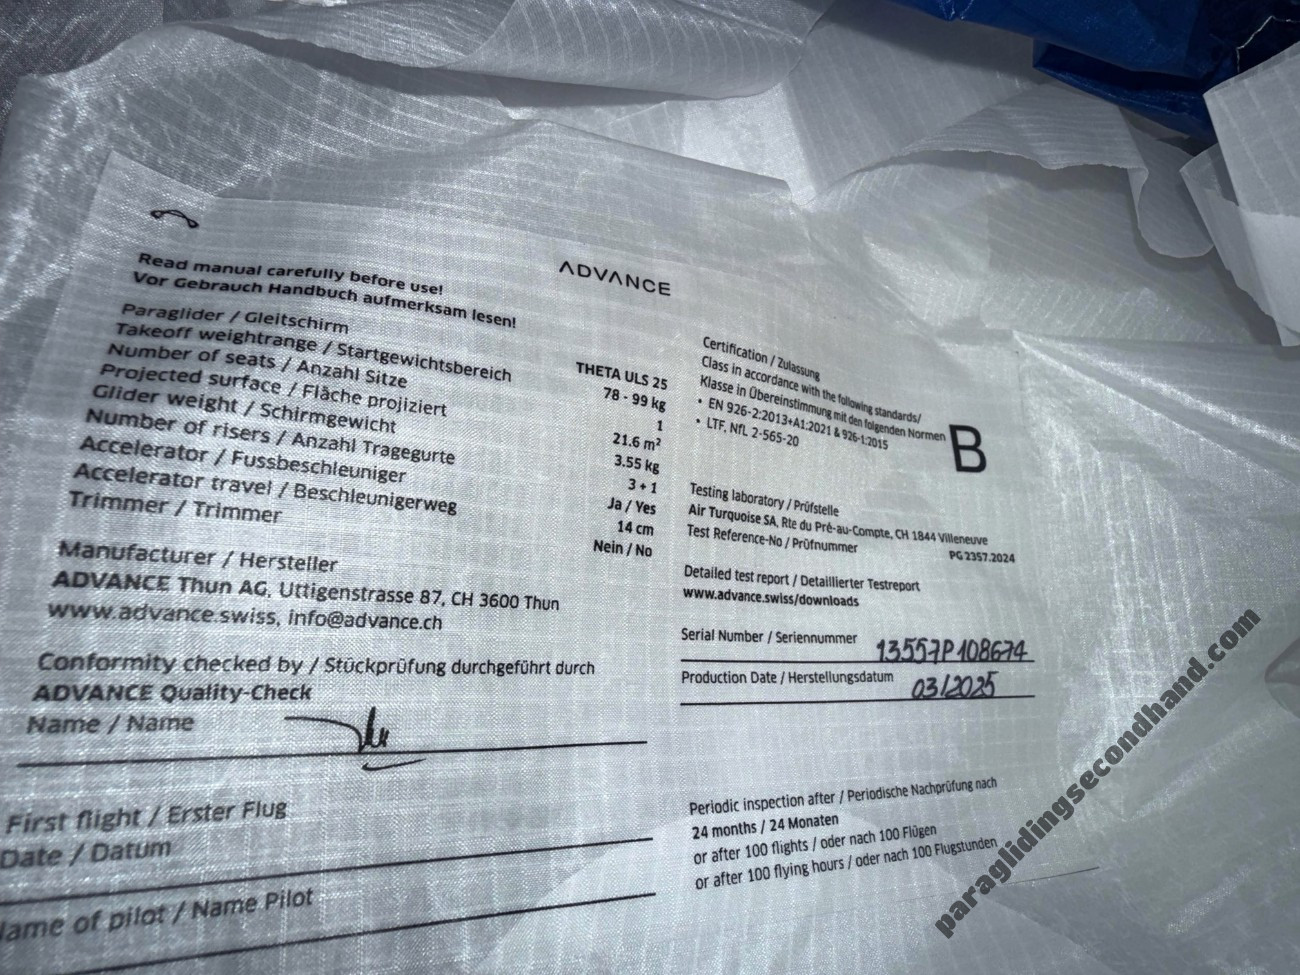 ADVANCE
Read manual carefully before use!
Vor Gebrauch Handbuch aufmerksam lesen!
Paraglider / Gleitschirm THETA ULS 25
Takeoff weightrange / Startgewichtsbereich 78 - 99 kg
Number of seats / Anzahl Sitze 1
Projected surface / Fläche projiziert 21.6 m²
Glider weight / Schirmgewicht 3.55 kg
Number of risers / Anzahl Tragegurte 3 + 1
Accelerator / Fussbeschleuniger Ja / Yes
Accelerator travel / Beschleunigerweg 14 cm
Trimmer / Trimmer Nein / No
Manufacturer / Hersteller
ADVANCE Thun AG, Uttigenstrasse 87, CH 3600 Thun
www.advance.swiss, info@advance.ch
Conformity checked by / Stückprüfung durchgeführt durch
ADVANCE Quality-Check
Name / Name
First flight / Erster Flug
Date / Datum
Name of pilot / Name Pilot
Certification / Zulassung
Class in accordance with the following standards/
Klasse in Übereinstimmung mit den folgenden Normen
• EN 926-2:2013+A1:2021 & 926-1:2015
• LTF, NfL 2-565-20
B
Testing laboratory / Prüfstelle
Air Turquoise SA, Rte du Pré-au-Compte, CH 1844 Villeneuve
Test Reference-No / Prüfnummer PG 2357.2024
Detailed test report / Detaillierter Testreport
www.advance.swiss/downloads
Serial Number / Seriennummer 13557P108674
Production Date / Herstellungsdatum 03/2025
Periodic inspection after / Periodische Nachprüfung nach
24 months / 24 Monaten
or after 100 flights / oder nach 100 Flügen
or after 100 flying hours / oder nach 100 Flugstunden
paraglidingsecondhand.com